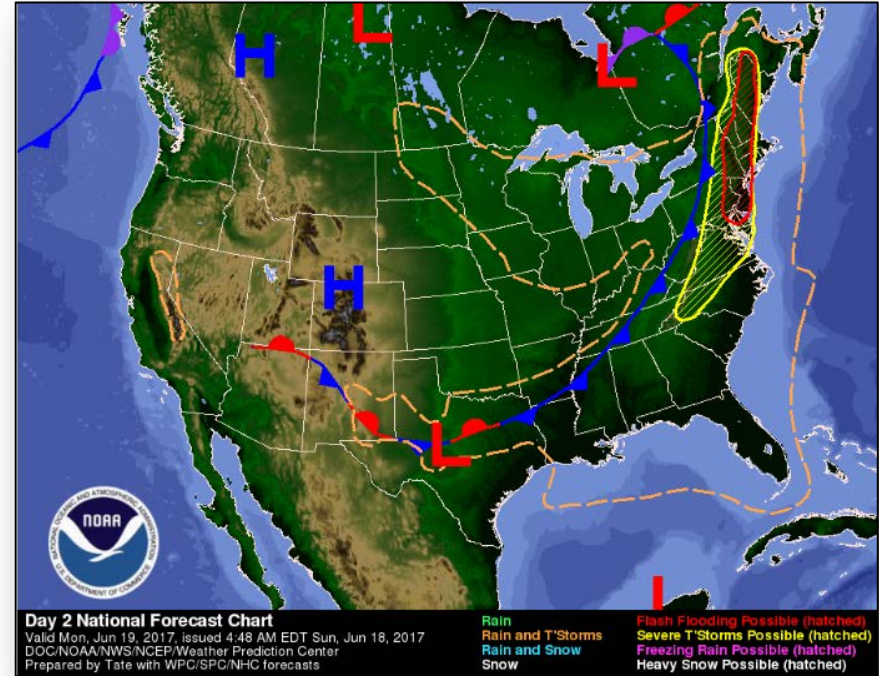 L
H
L
H
L
L
NATIONAL OCEANIC AND ATMOSPHERIC ADMINISTRATION
NOAA
U.S. DEPARTMENT OF COMMERCE
Day 2 National Forecast Chart
Valid Mon, Jun 19, 2017, issued 4:48 AM EDT Sun, Jun 18, 2017
DOC/NOAA/NWS/NCEP/Weather Prediction Center
Prepared by Tate with WPC/SPC/NHC forecasts
Rain
Rain and T'Storms
Rain and Snow
Snow
Flash Flooding Possible (hatched)
Severe T'Storms Possible (hatched)
Freezing Rain Possible (hatched)
Heavy Snow Possible (hatched)